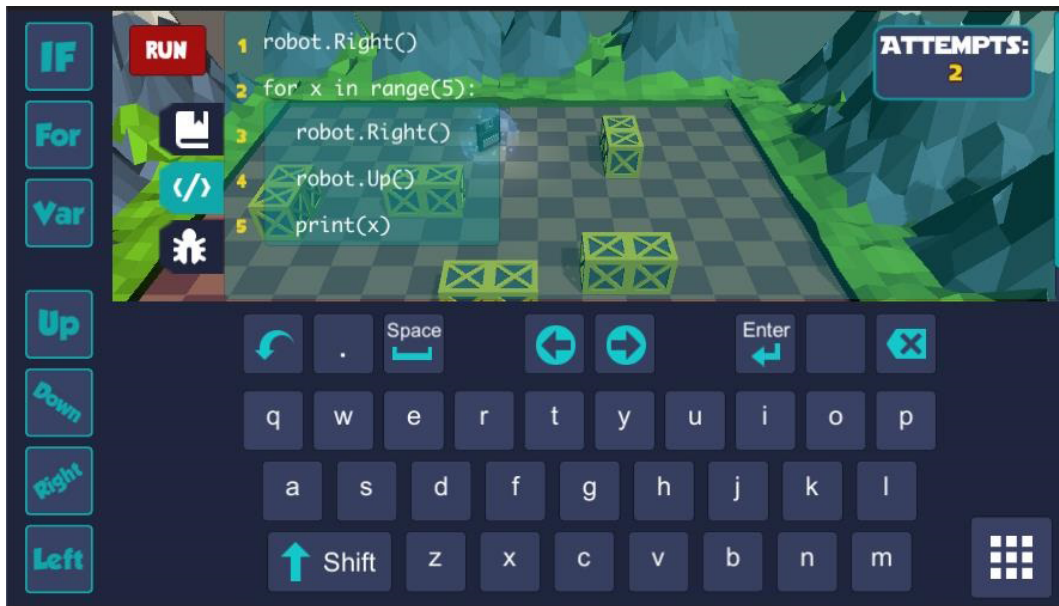 IF
For
Var
Up
Down
Right
Left
RUN
</>
1 robot.Right()
2 for x in range(5):
3 robot.Right()
4 robot.Up()
5 print(x)
ATTEMPTS:
2
. Space Enter
q w e r t y u i o p
a s d f g h j k l
Shift z x c v b n m